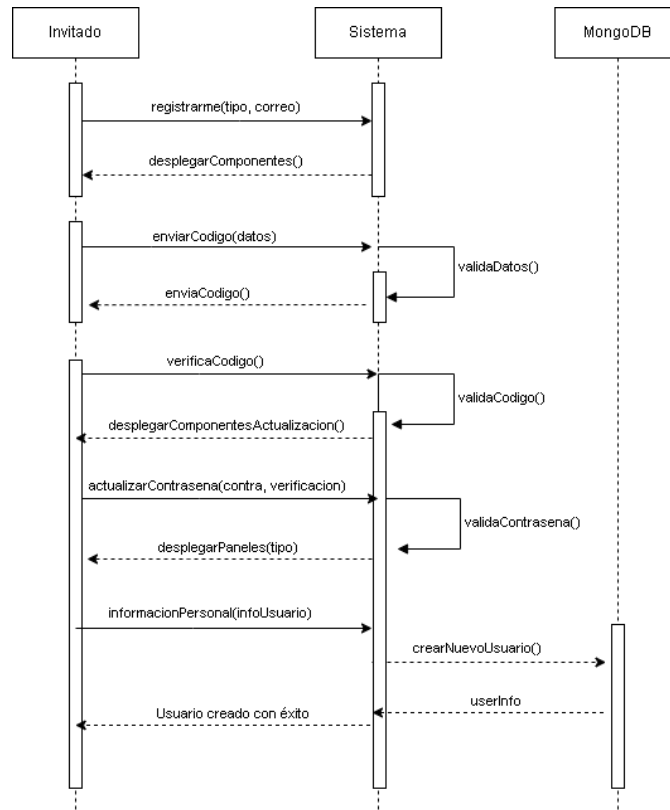 Invitado
Sistema
MongoDB
registrarme(tipo, correo)
desplegarComponentes()
enviarCodigo(datos)
validaDatos()
enviaCodigo()
verificaCodigo()
validaCodigo()
desplegarComponentesActualizacion()
actualizarContrasena(contra, verificacion)
validaContrasena()
desplegarPaneles(tipo)
informacionPersonal(infoUsuario)
crearNuevoUsuario()
userInfo
Usuario creado con éxito